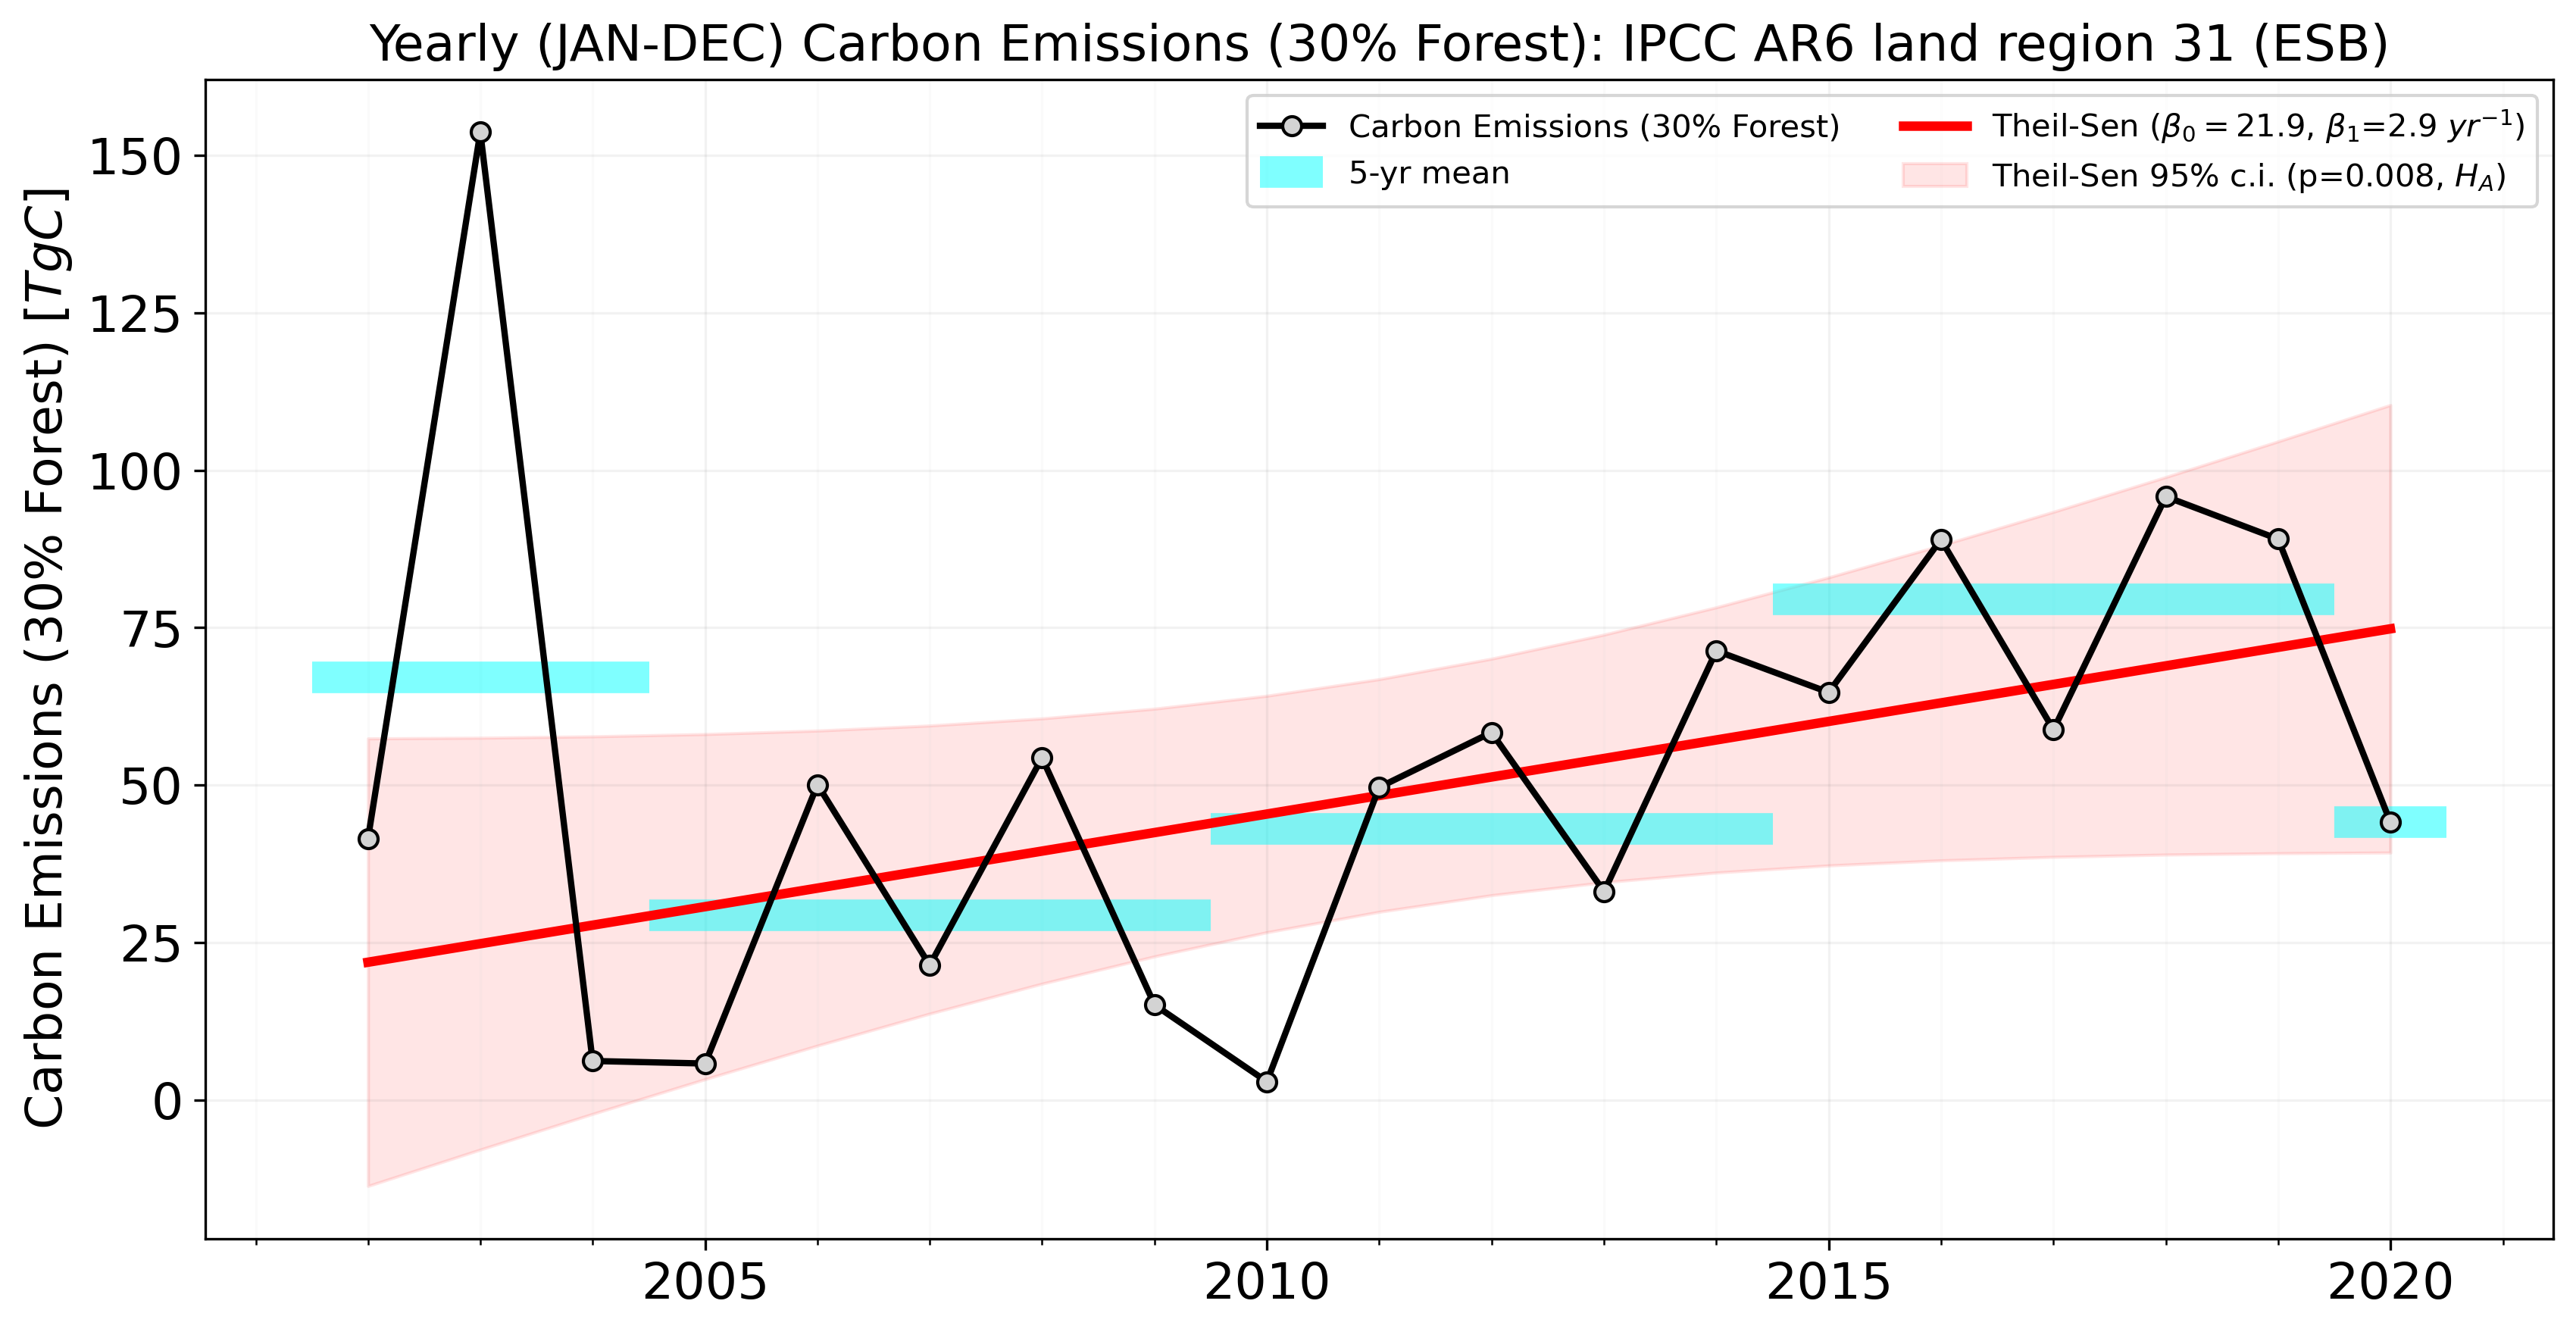 Yearly (JAN-DEC) Carbon Emissions (30% Forest): IPCC AR6 land region 31 (ESB)
Carbon Emissions (30% Forest)
5-yr mean
Theil-Sen (β₀ = 21.9, β₁=2.9 yr⁻¹)
Theil-Sen 95% c.i. (p=0.008, H_A)
Carbon Emissions (30% Forest) [TgC]
150
125
100
75
50
25
0
2005
2010
2015
2020